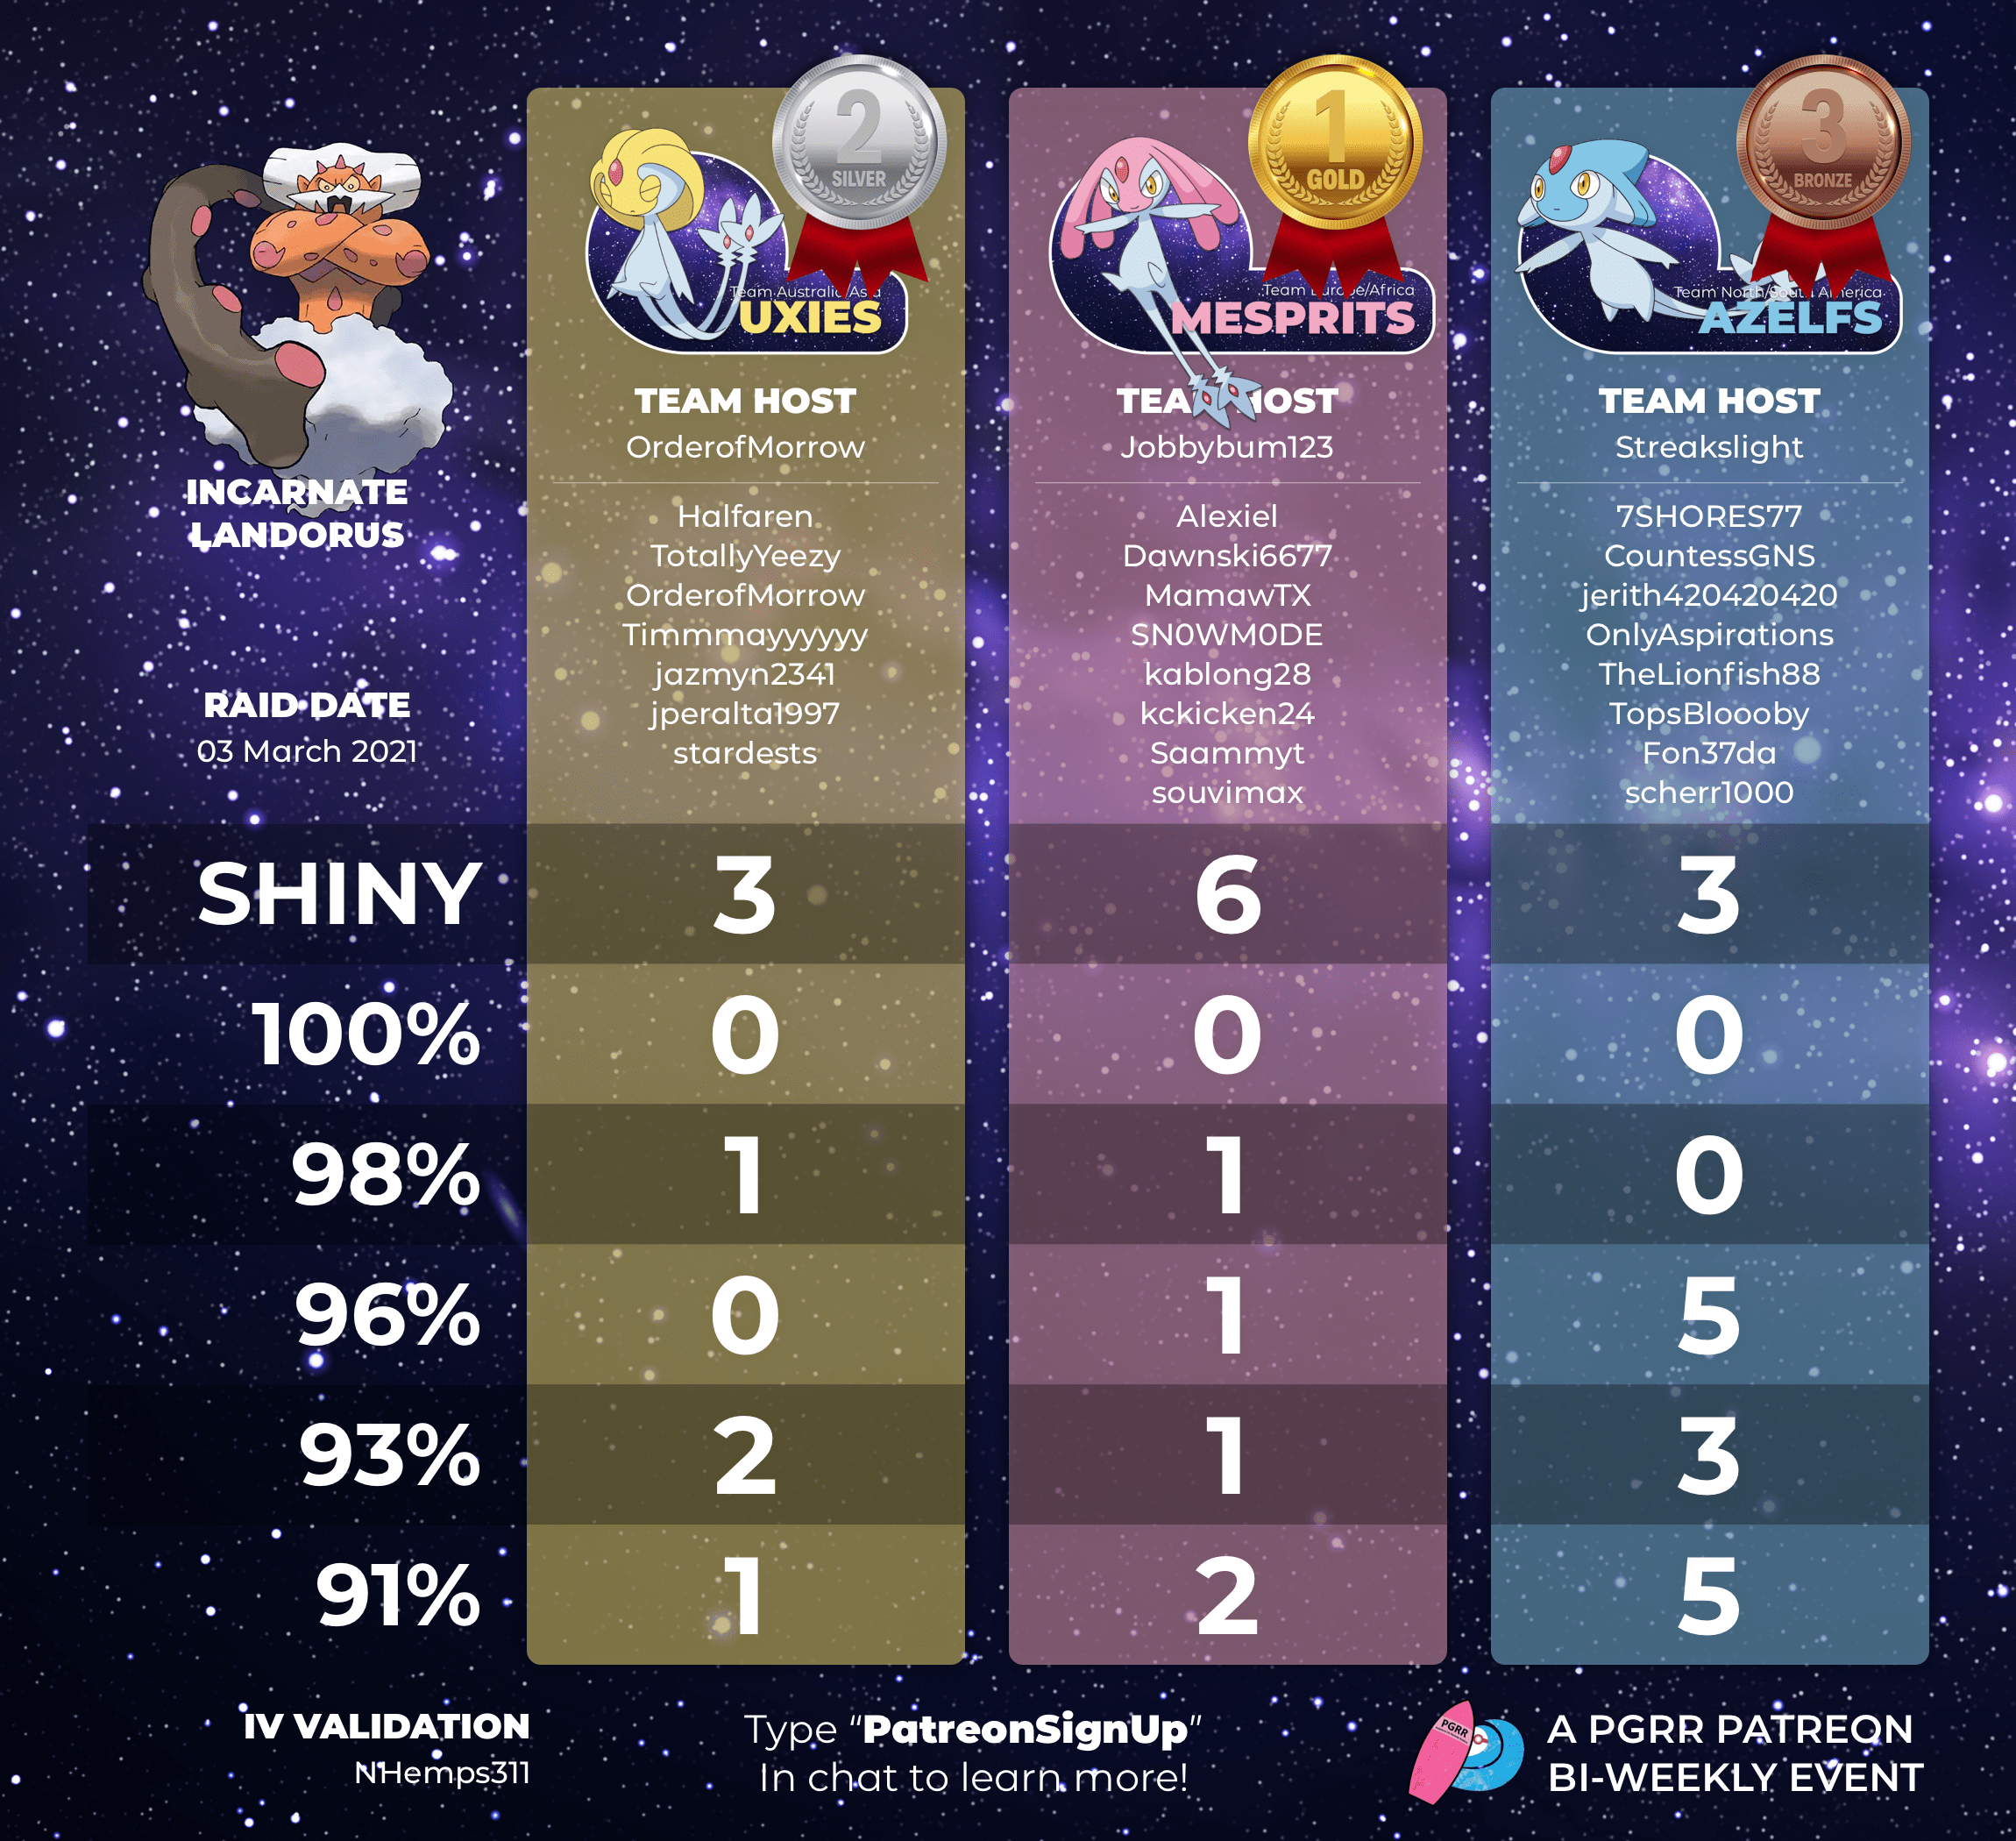 INCARNATE
LANDORUS
RAID DATE
03 March 2021
2
SILVER
Team Australia/Asia
UXIES
TEAM HOST
OrderofMorrow
Halfaren
TotallyYeezy
OrderofMorrow
Timmmayyyyyy
jazmyn2341
jperalta1997
stardests
1
GOLD
Team Europe/Africa
MESPRITS
TEAM HOST
Jobbybum123
Alexiel
Dawnski6677
MamawTX
SN0WM0DE
kablong28
kckicken24
Saammyt
souvimax
3
BRONZE
Team North/South America
AZELFS
TEAM HOST
Streakslight
7SHORES77
CountessGNS
jerith420420420
OnlyAspirations
TheLionfish88
TopsBloooby
Fon37da
scherr1000
SHINY 3 6 3
100% 0 0 0
98% 1 1 0
96% 0 1 5
93% 2 1 3
91% 1 2 5
IV VALIDATION
NHemps311
Type “PatreonSignUp”
In chat to learn more!
PGRR
A PGRR PATREON
BI-WEEKLY EVENT